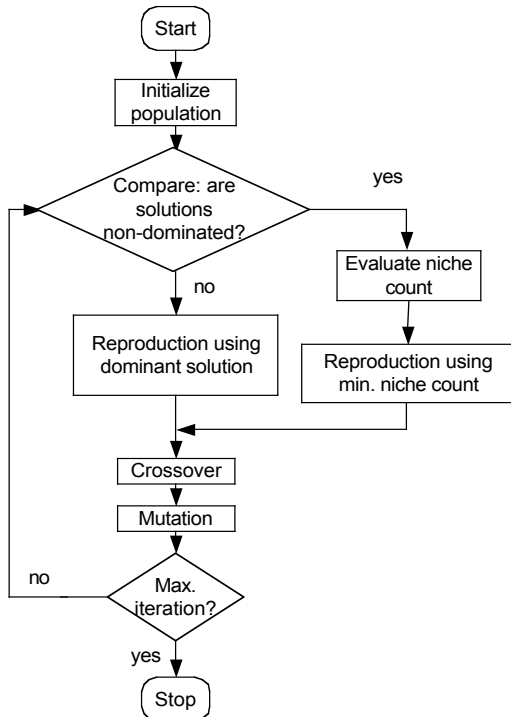 Start
Initialize
population
Compare: are
solutions
non-dominated?
yes
no
Evaluate niche
count
Reproduction using
dominant solution
Reproduction using
min. niche count
Crossover
Mutation
no
Max.
iteration?
yes
Stop